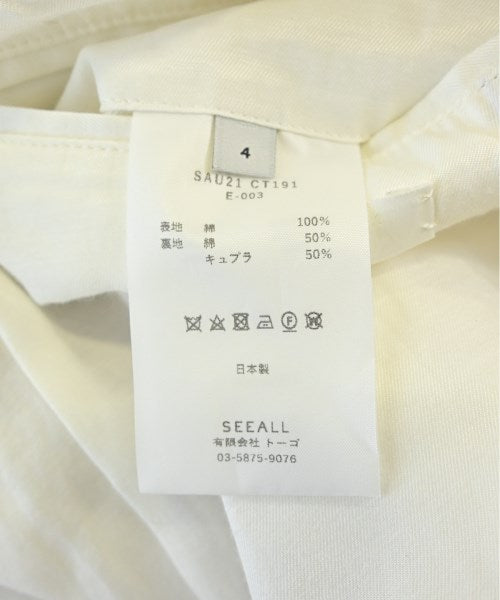 4
SAU21 CT191
E-003
表地 綿 100%
裏地 綿 50%
キュプラ 50%
日本製
SEEALL
有限会社 トーゴ
03-5875-9076